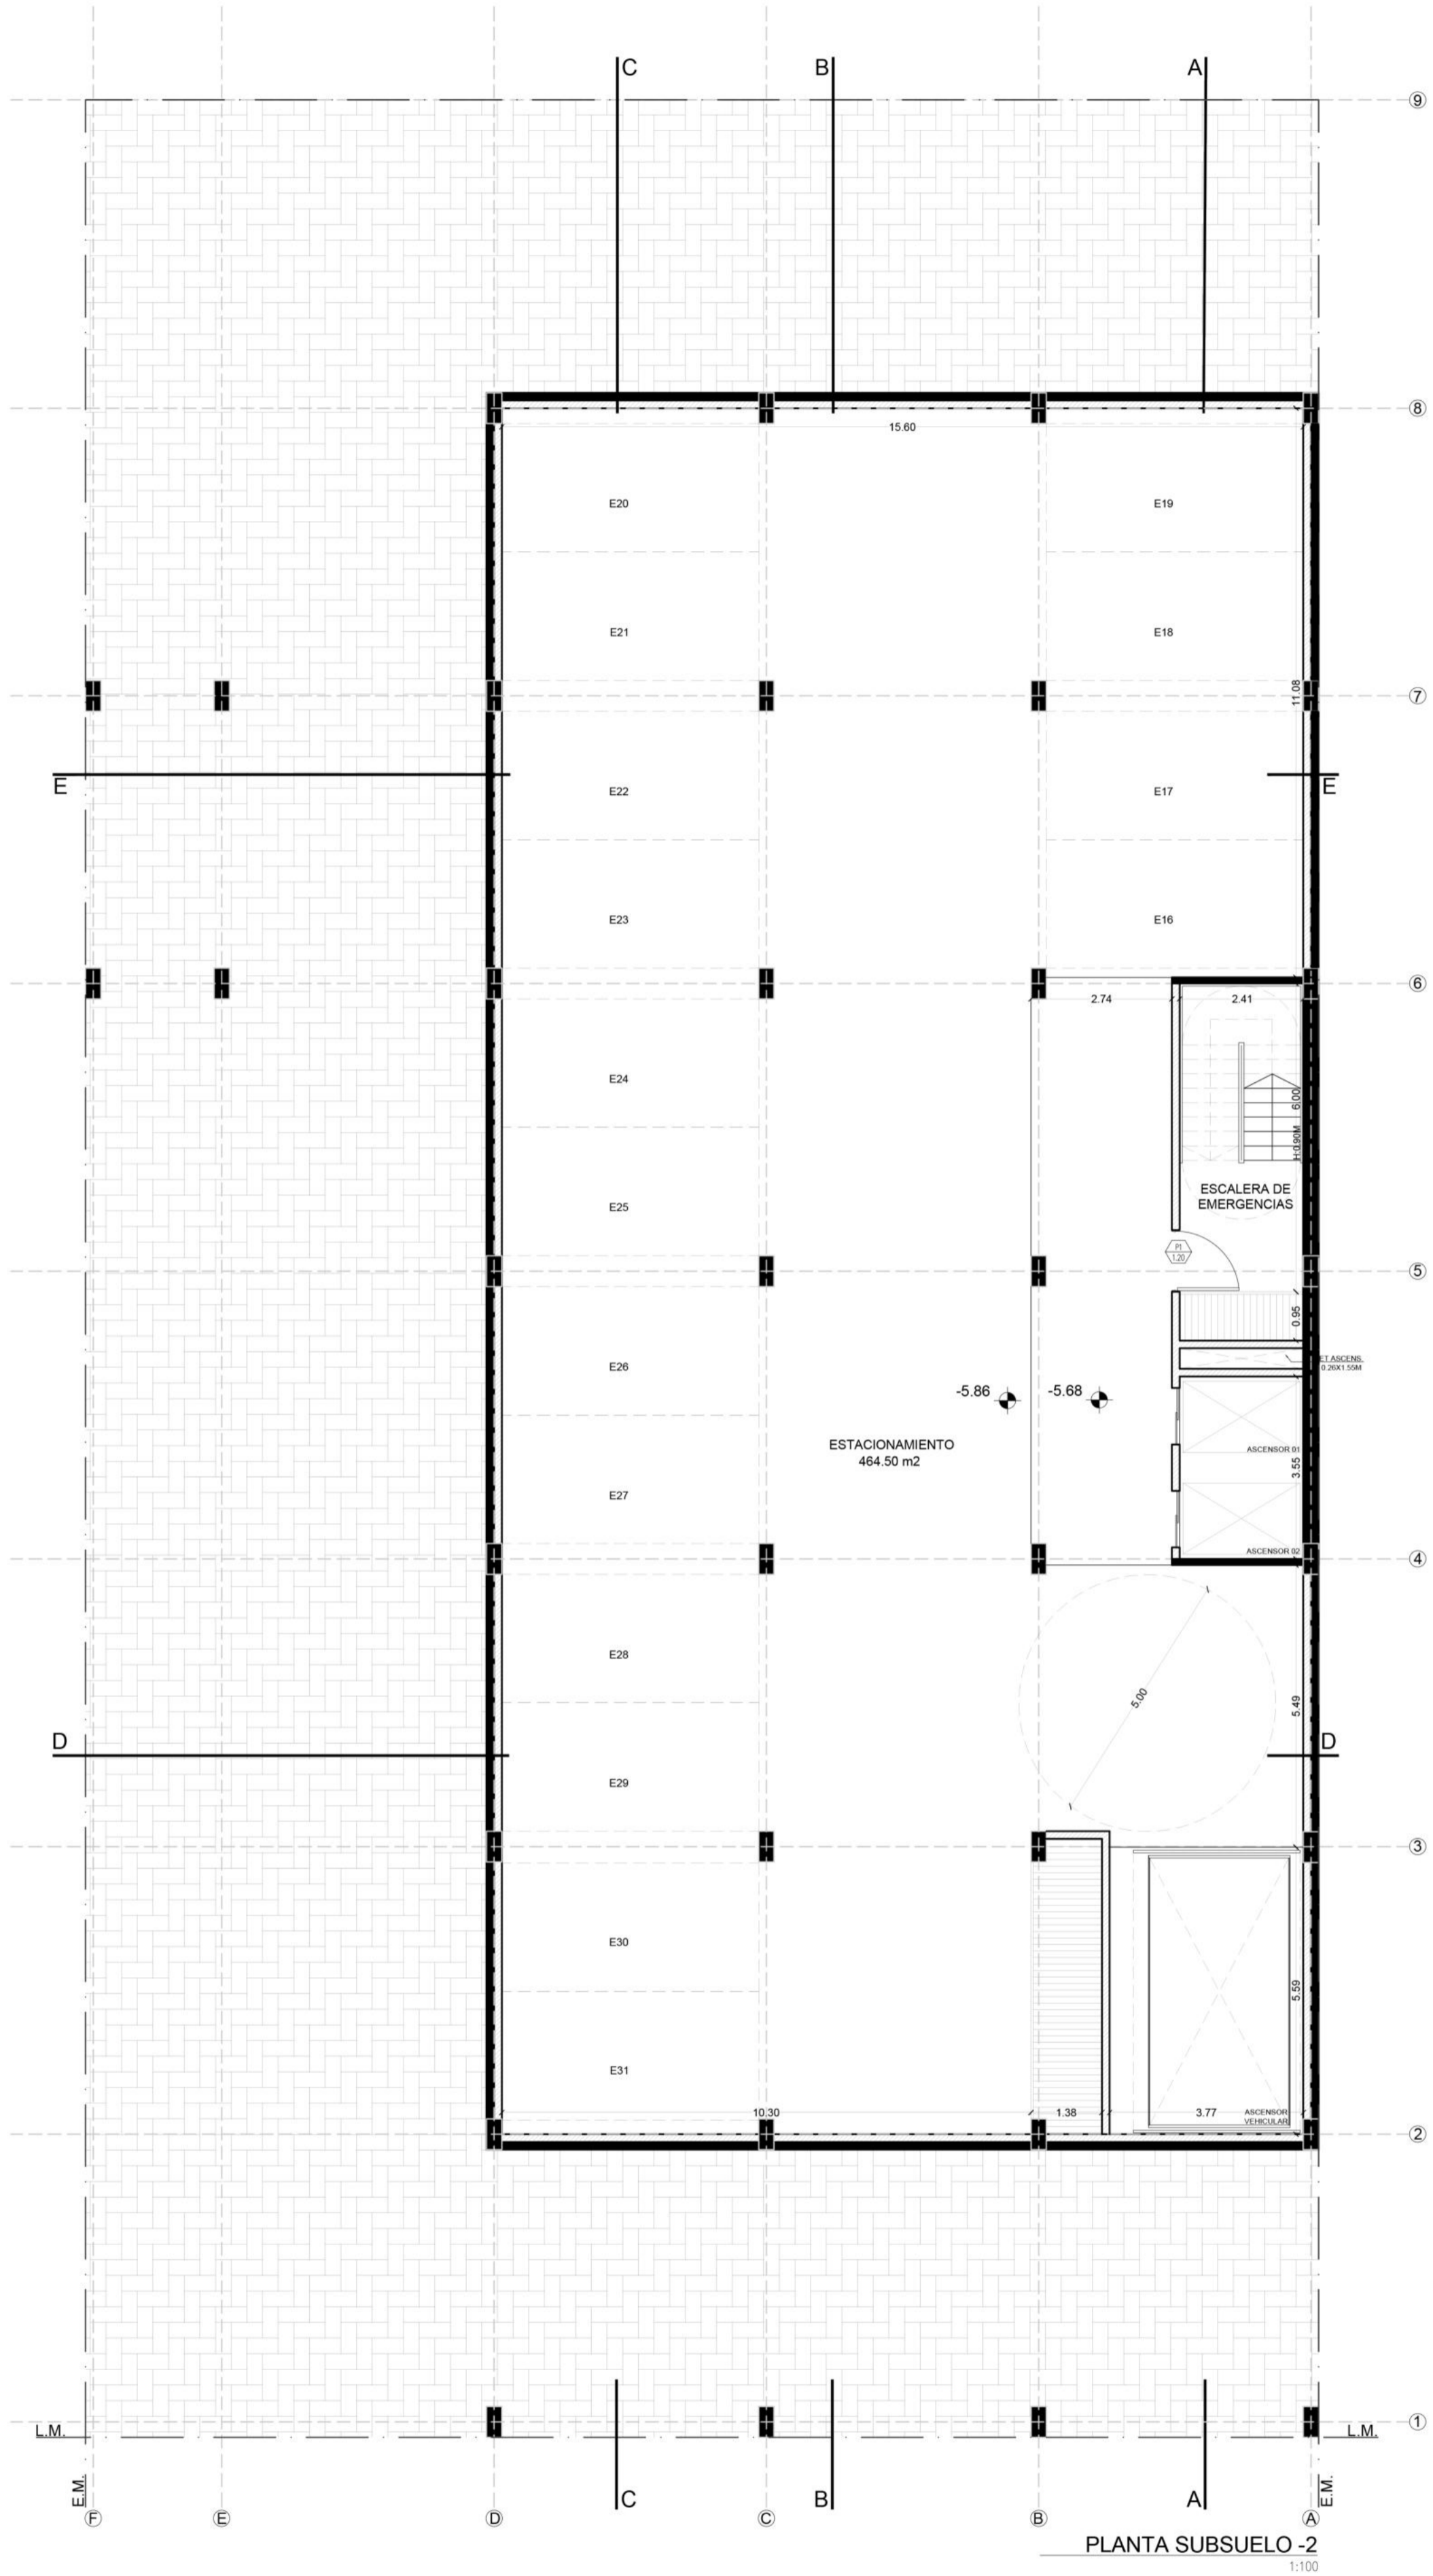 C
B
A
9
8
15.60
E20
E19
E21
E18
11.08
7
E
E
E22
E17
E23
E16
6
2.74
2.41
E24
6.00
H:0.90M
ESCALERA DE
EMERGENCIAS
E25
P1
1.20
5
0.95
ET ASCENS.
0.26X1.55M
E26
-5.86
-5.68
ESTACIONAMIENTO
464.50 m2
ASCENSOR 01
3.55
E27
ASCENSOR 02
4
E28
5.00
5.49
D
D
E29
3
E30
5.59
E31
10.30
1.38
3.77
ASCENSOR
VEHICULAR
2
1
L.M.
L.M.
E.M.
E.M.
C
B
A
F
E
D
C
B
A
PLANTA SUBSUELO -2
1:100